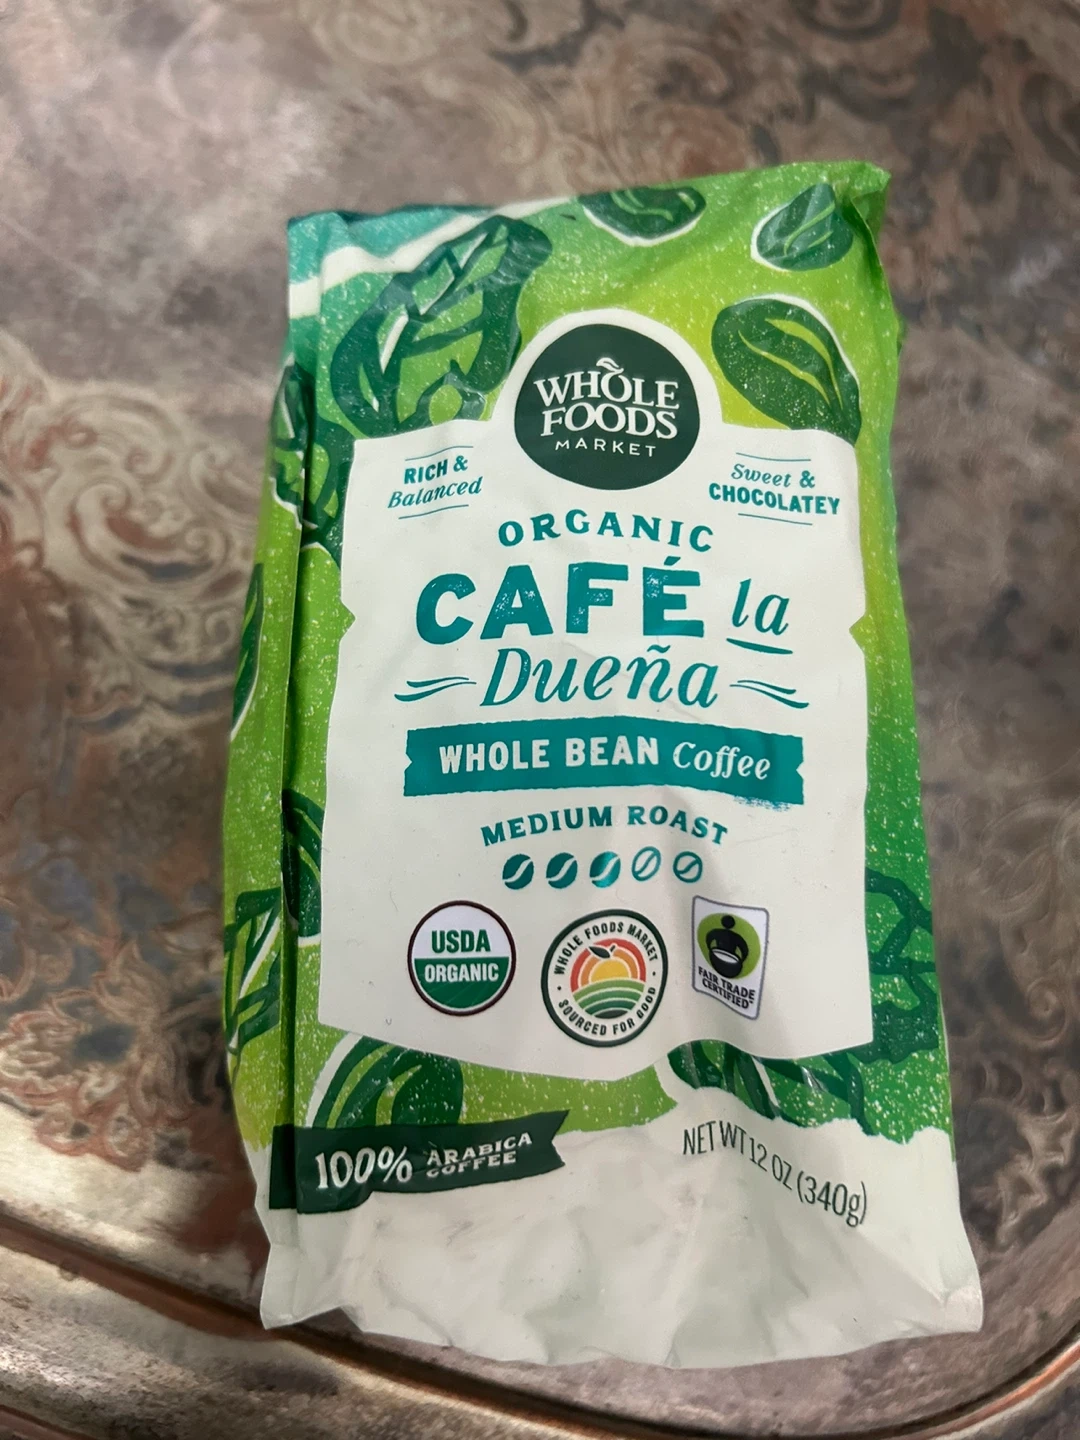 WHOLE
FOODS
MARKET
RICH &
Balanced
Sweet &
CHOCOLATEY
ORGANIC
CAFÉ la
Dueña
WHOLE BEAN Coffee
MEDIUM ROAST
USDA
ORGANIC
WHOLE FOODS MARKET
SOURCED FOR GOOD
FAIR TRADE
CERTIFIED
100% ARABICA
COFFEE
NET WT 12 OZ (340g)